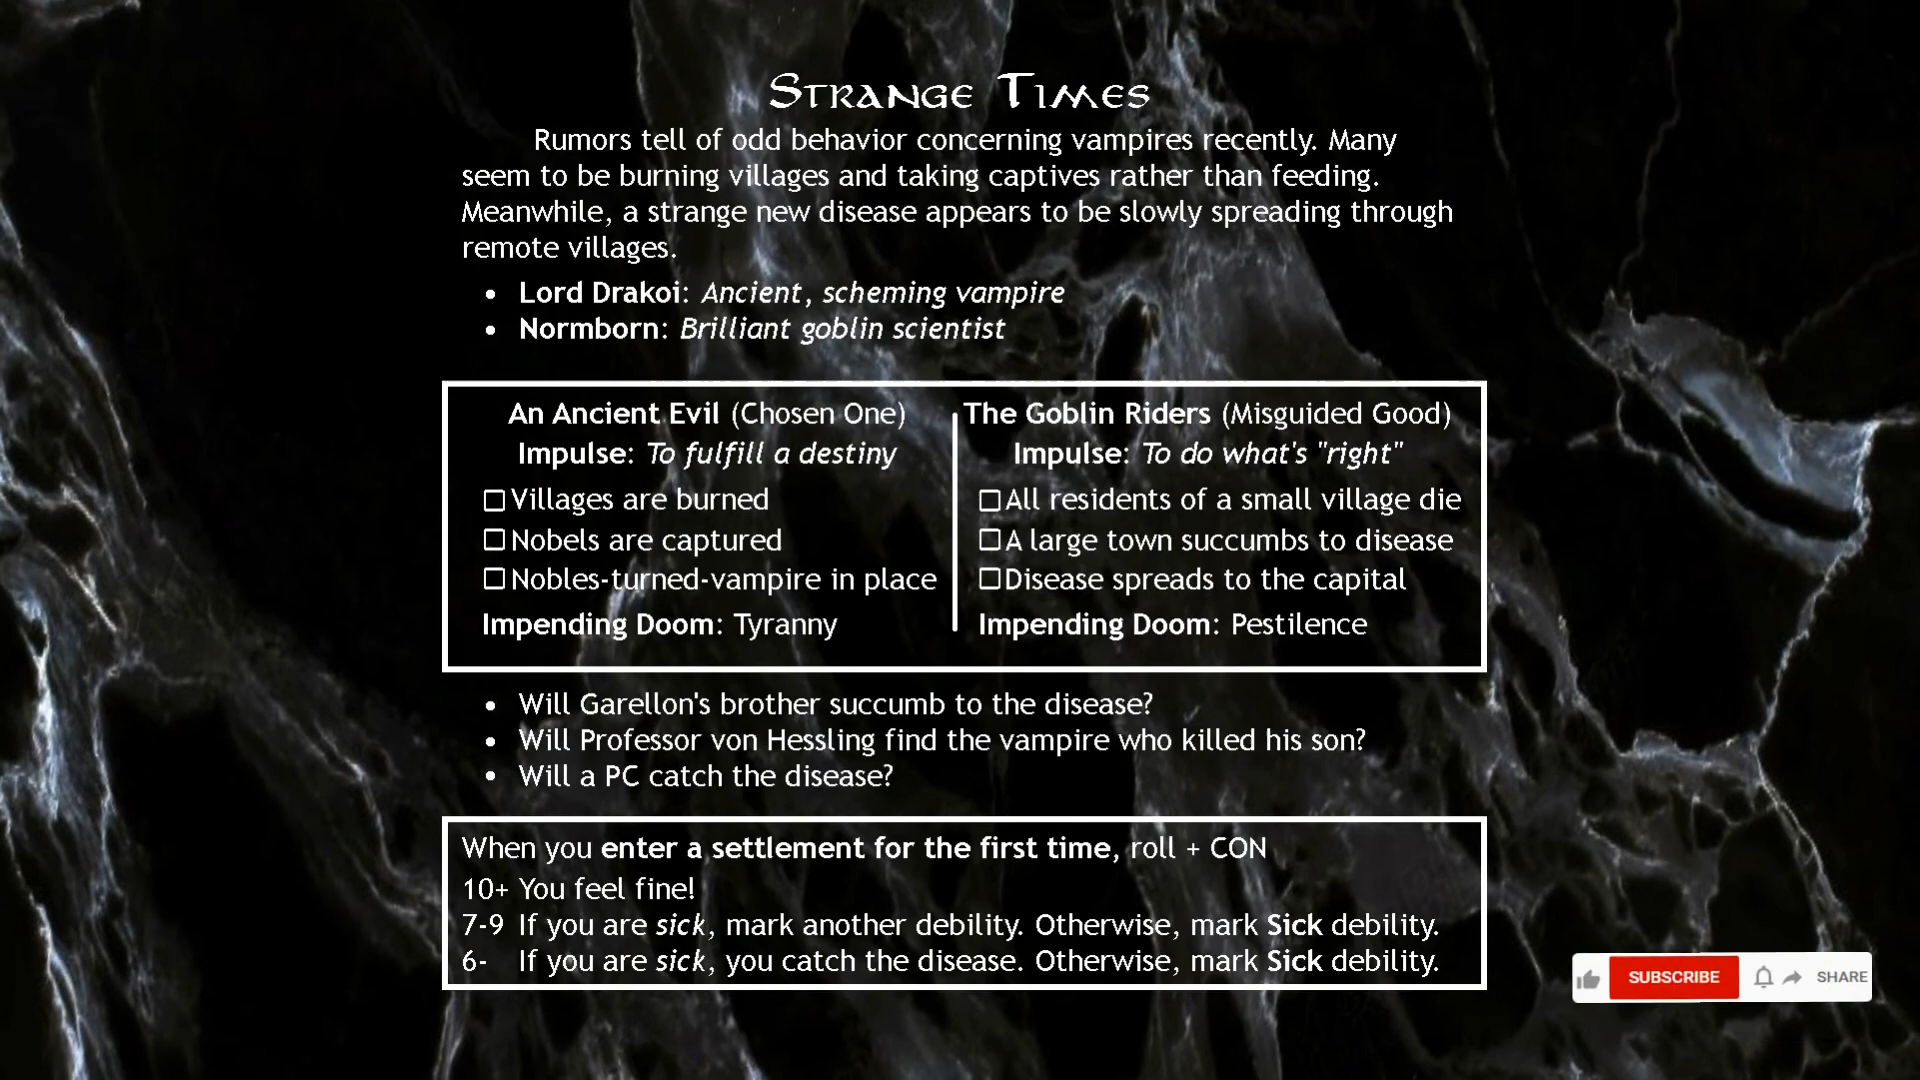 Strange Times
Rumors tell of odd behavior concerning vampires recently. Many
seem to be burning villages and taking captives rather than feeding.
Meanwhile, a strange new disease appears to be slowly spreading through
remote villages.
• Lord Drakoi: Ancient, scheming vampire
• Normborn: Brilliant goblin scientist
An Ancient Evil (Chosen One)
Impulse: To fulfill a destiny
☐ Villages are burned
☐ Nobels are captured
☐ Nobles-turned-vampire in place
Impending Doom: Tyranny
The Goblin Riders (Misguided Good)
Impulse: To do what's "right"
☐ All residents of a small village die
☐ A large town succumbs to disease
☐ Disease spreads to the capital
Impending Doom: Pestilence
• Will Garellon's brother succumb to the disease?
• Will Professor von Hessling find the vampire who killed his son?
• Will a PC catch the disease?
When you enter a settlement for the first time, roll + CON
10+ You feel fine!
7-9 If you are sick, mark another debility. Otherwise, mark Sick debility.
6- If you are sick, you catch the disease. Otherwise, mark Sick debility.
SUBSCRIBE SHARE